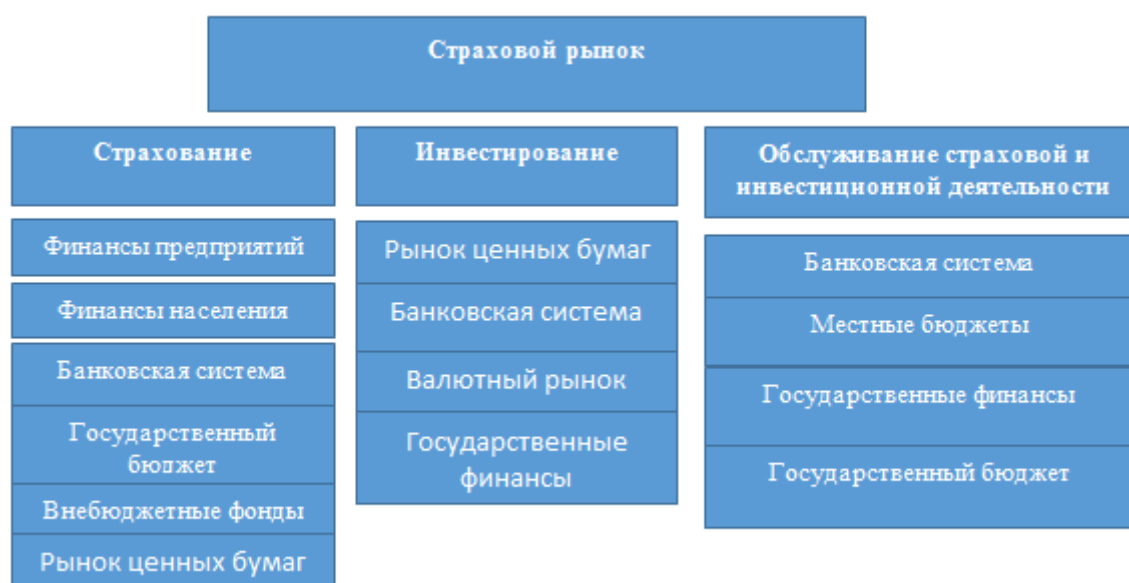 Страховой рынок
Страхование
Финансы предприятий
Финансы населения
Банковская система
Государственный
бюджет
Внебюджетные фонды
Рынок ценных бумаг
Инвестирование
Рынок ценных бумаг
Банковская система
Валютный рынок
Государственные
финансы
Обслуживание страховой и
инвестиционной деятельности
Банковская система
Местные бюджеты
Государственные финансы
Государственный бюджет